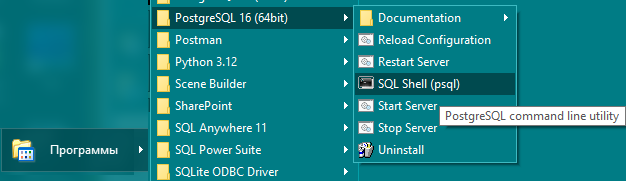 Программы
PostgreSQL 16 (64bit)
Postman
Python 3.12
Scene Builder
SharePoint
SQL Anywhere 11
SQL Power Suite
SQLite ODBC Driver
Documentation
Reload Configuration
Restart Server
SQL Shell (psql)
Start Server
Stop Server
Uninstall
PostgreSQL command line utility